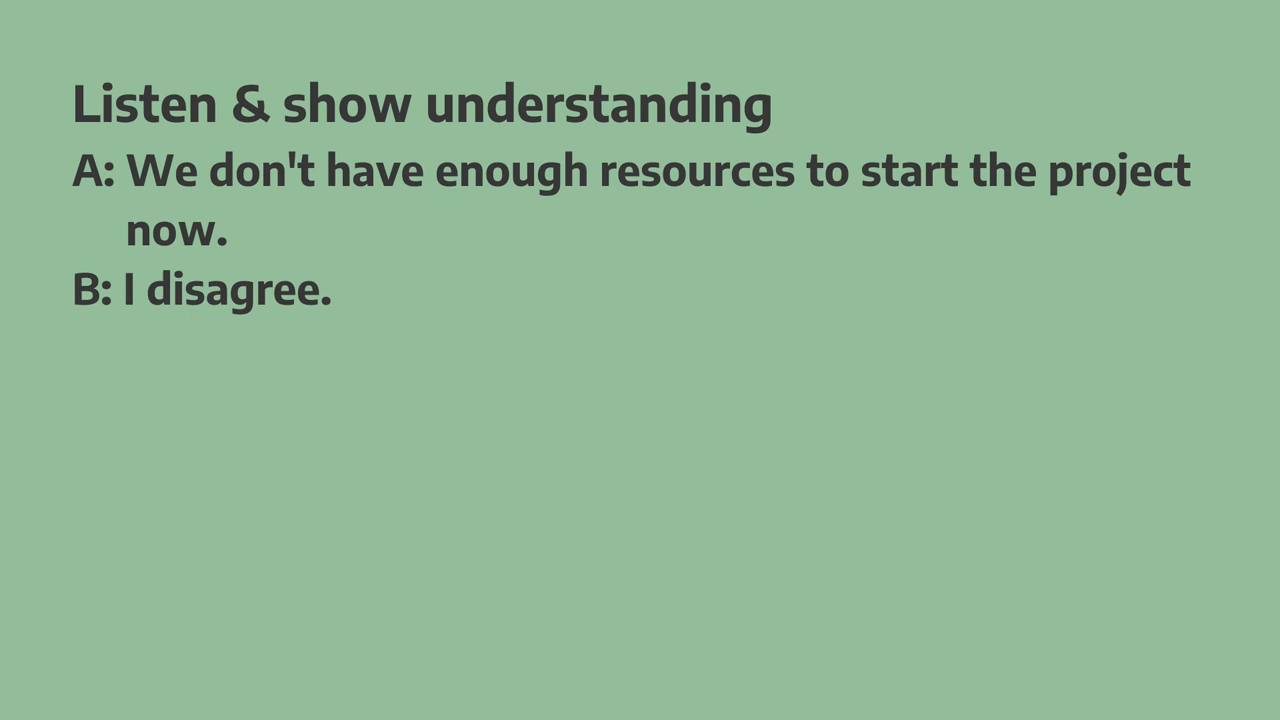 Listen & show understanding
A: We don't have enough resources to start the project
now.
B: I disagree.